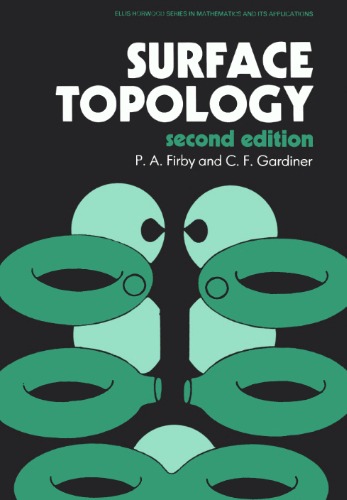 ELLIS HORWOOD SERIES IN MATHEMATICS AND ITS APPLICATIONS
SURFACE
TOPOLOGY
second edition
P. A. Firby and C. F. Gardiner